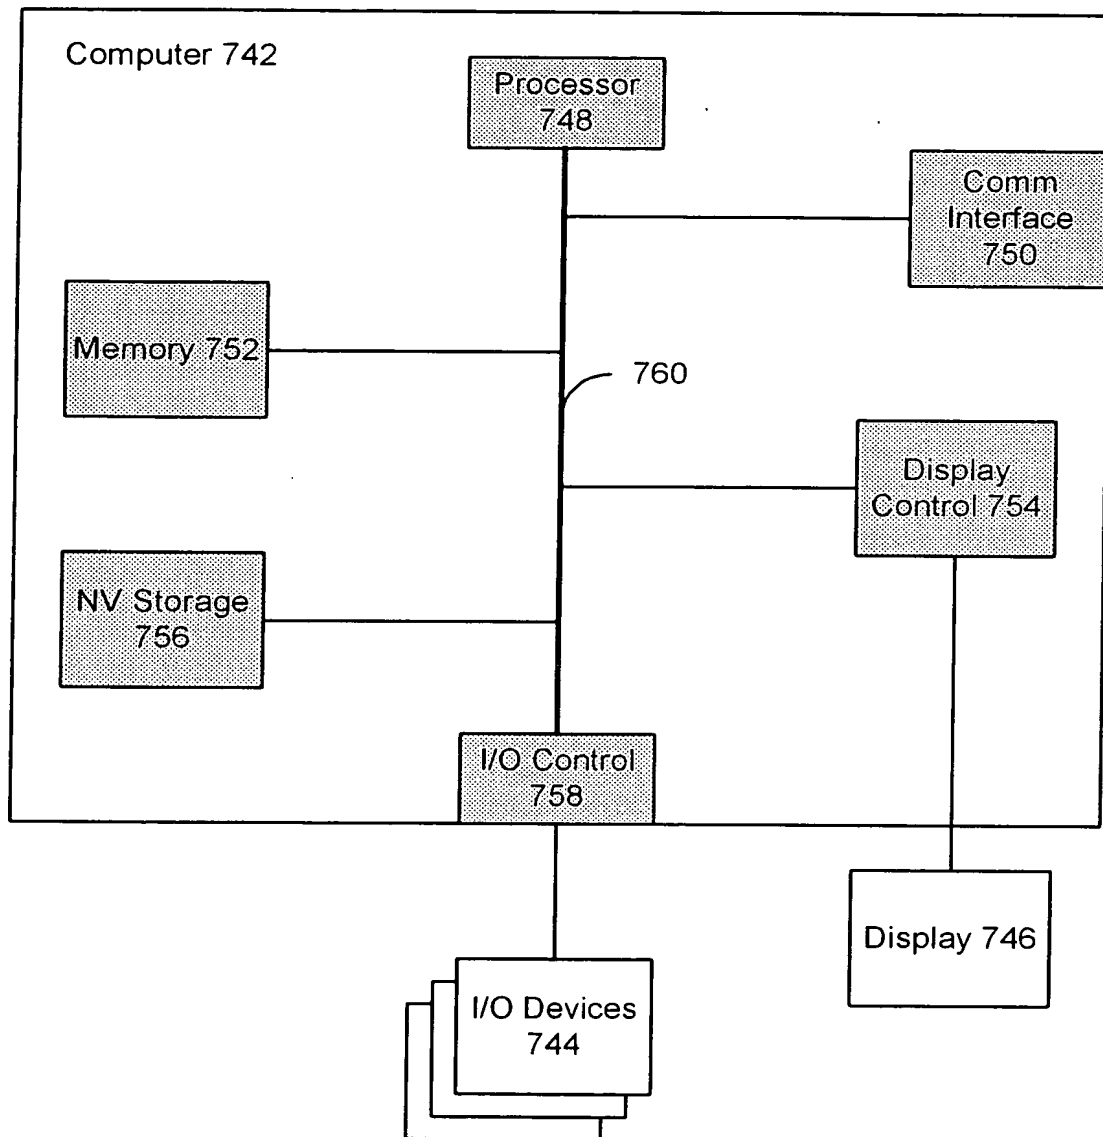 Computer 742
Processor
748
Comm
Interface
750
Memory 752
760
Display
Control 754
NV Storage
756
I/O Control
758
Display 746
I/O Devices
744